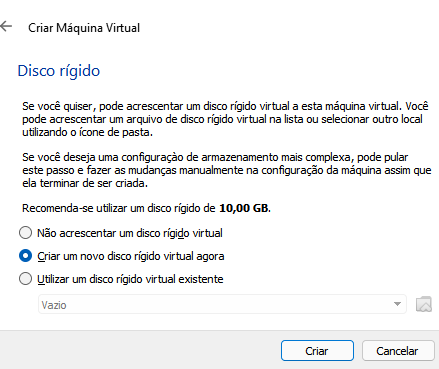 Criar Máquina Virtual
Disco rígido
Se você quiser, pode acrescentar um disco rígido virtual a esta máquina virtual. Você
pode acrescentar um arquivo de disco rígido virtual na lista ou selecionar outro local
utilizando o ícone de pasta.
Se você deseja uma configuraçào de armazenamento mais complexa, pode pular
este passo e fazer as mudanças manualmente na configuração da máquina assim que
ela terminar de ser criada.
Recomenda-se utilizar um disco rígido de 10,00 GB.
Não acrescentar um disco rígido virtual
Criar um novo disco rígido virtual agora
Utilizar um disco rígido virtual existente
Vazio
Criar
Cancelar